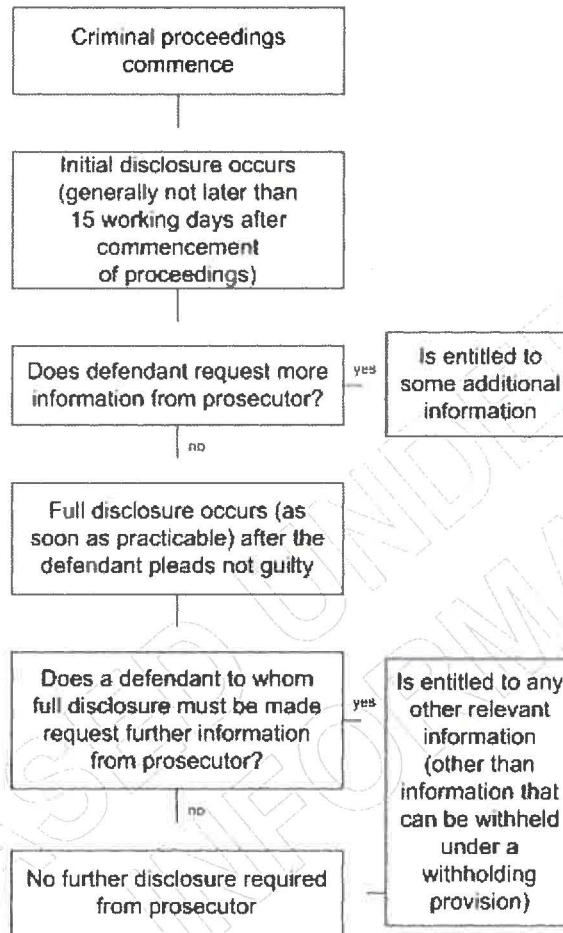 Criminal proceedings
commence
Initial disclosure occurs
(generally not later than
15 working days after
commencement
of proceedings)
Does defendant request more
information from prosecutor?
yes
Is entitled to
some additional
information
no
Full disclosure occurs (as
soon as practicable) after the
defendant pleads not guilty
Does a defendant to whom
full disclosure must be made
request further information
from prosecutor?
yes
Is entitled to any
other relevant
information
(other than
information that
can be withheld
under a
withholding
provision)
no
No further disclosure required
from prosecutor